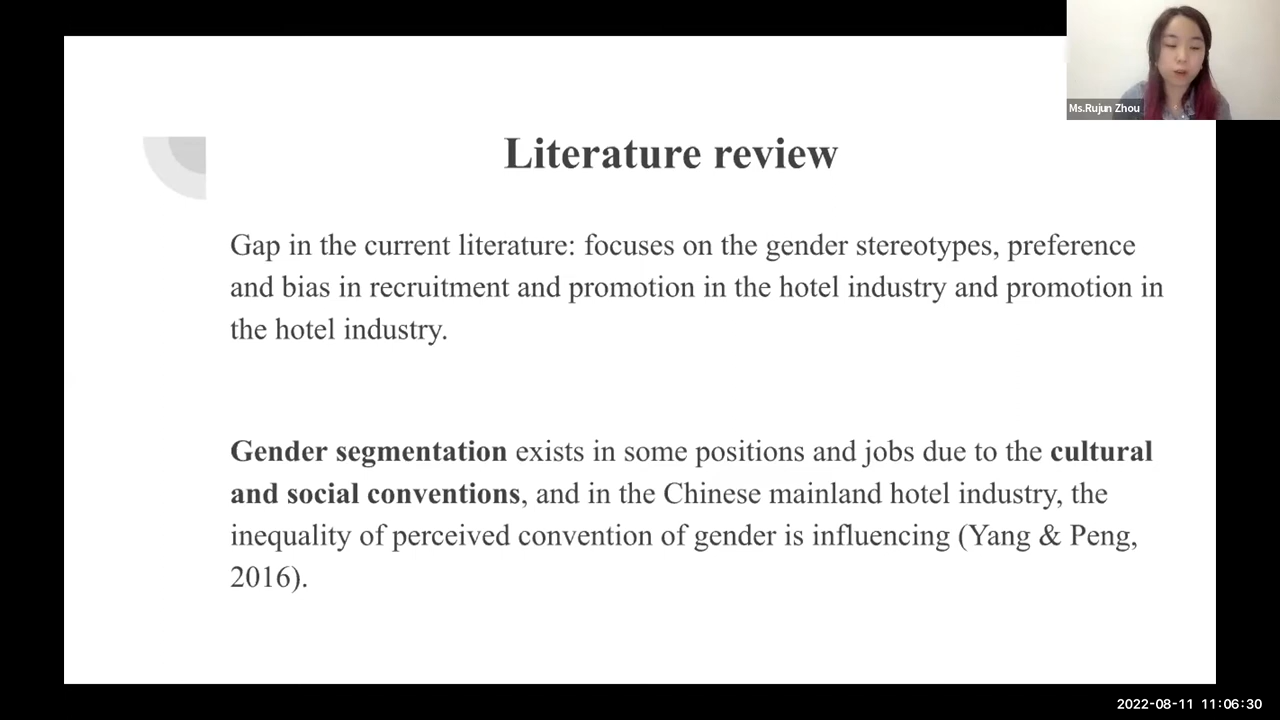 Ms.Rujun Zhou
Literature review
Gap in the current literature: focuses on the gender stereotypes, preference
and bias in recruitment and promotion in the hotel industry and promotion in
the hotel industry.
Gender segmentation exists in some positions and jobs due to the cultural
and social conventions, and in the Chinese mainland hotel industry, the
inequality of perceived convention of gender is influencing (Yang & Peng,
2016).
2022-08-11 11:06:30